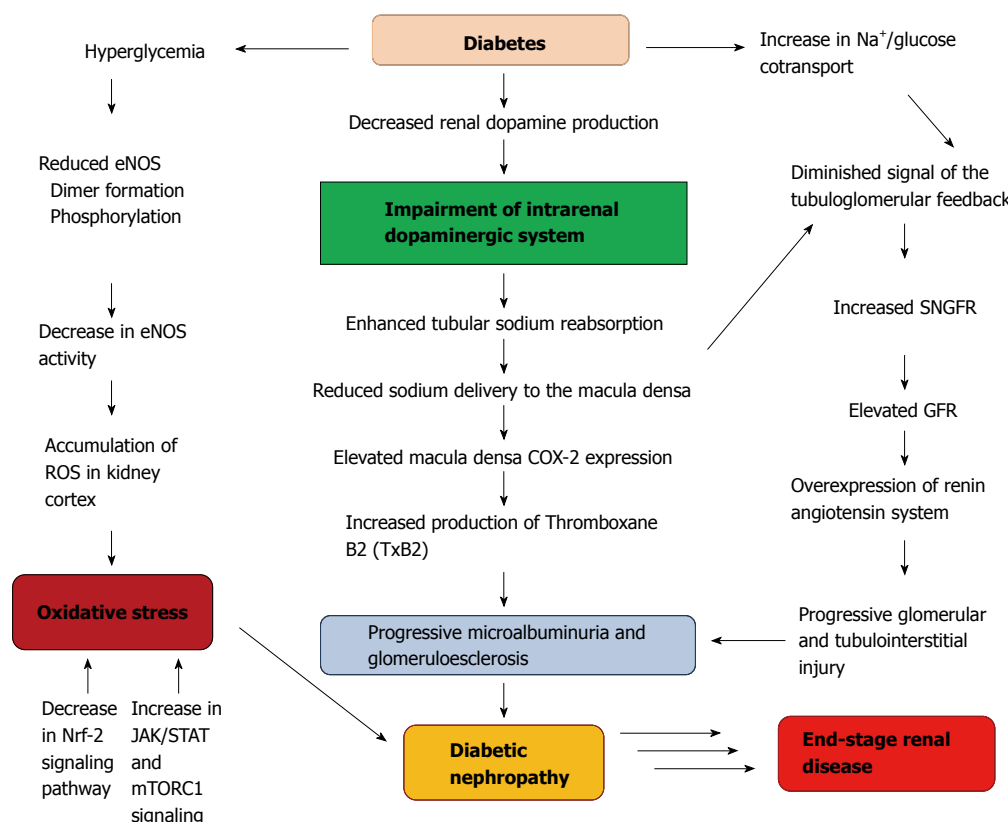 Diabetes
Hyperglycemia
Increase in Na⁺/glucose
cotransport
Decreased renal dopamine production
Reduced eNOS
Dimer formation
Phosphorylation
Impairment of intrarenal
dopaminergic system
Diminished signal of the
tubuloglomerular feedback
Enhanced tubular sodium reabsorption
Increased SNGFR
Decrease in eNOS
activity
Reduced sodium delivery to the macula densa
Elevated GFR
Accumulation of
ROS in kidney
cortex
Elevated macula densa COX-2 expression
Overexpression of renin
angiotensin system
Increased production of Thromboxane
B2 (TxB2)
Oxidative stress
Progressive microalbuminuria and
glomeruloesclerosis
Progressive glomerular
and tubulointerstitial
injury
Decrease
in Nrf-2
signaling
pathway
Increase in
JAK/STAT
and
mTORC1
signaling
Diabetic
nephropathy
End-stage renal
disease